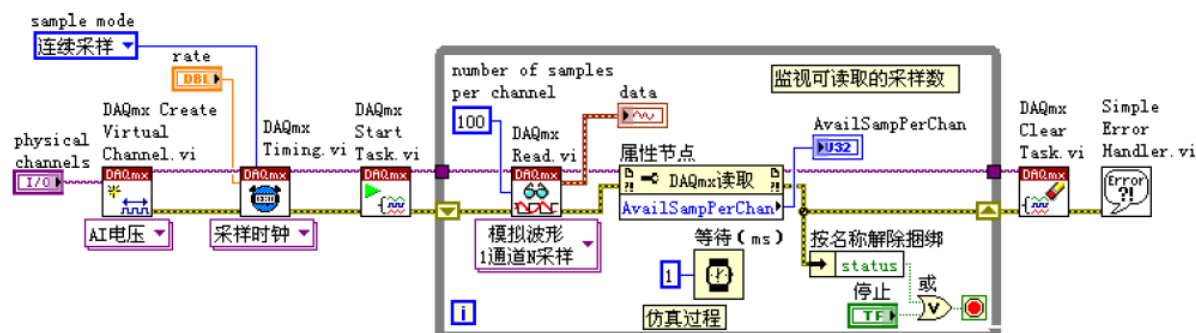 sample mode
连续采样
rate
DBL
physical
channels
I/O
DAQmx Create
Virtual
Channel.vi
DAQmx
AI电压
DAQmx
Timing.vi
DAQmx
采样时钟
DAQmx
Start
Task.vi
DAQmx
number of samples
per channel
100
DAQmx
Read.vi
DAQmx
模拟波形
1通道N采样
data
监视可读取的采样数
AvailSampPerChan
U32
属性节点
DAQmx读取
AvailSampPerChan
等待(ms)
1
仿真过程
按名称解除捆绑
status
停止
TF
或
V
i
DAQmx
Clear
Task.vi
DAQmx
Simple
Error
Handler.vi
Error
?!